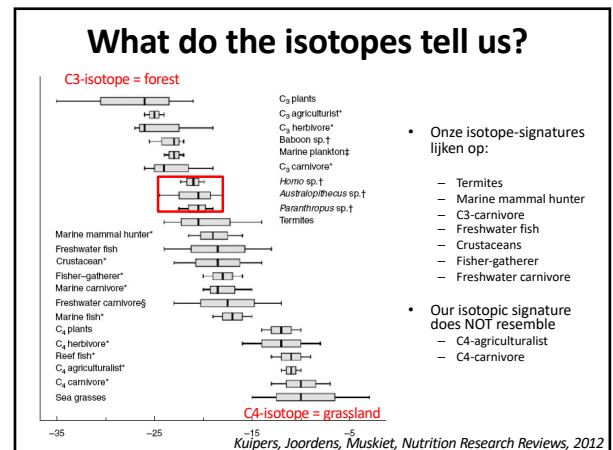 What do the isotopes tell us?
C3-isotope = forest
C₃ plants
C₃ agriculturist*
C₃ herbivore*
Baboon sp.†
Marine plankton‡
C₃ carnivore*
Homo sp.†
Australopithecus sp.†
Paranthropus sp.†
Termites
Marine mammal hunter*
Freshwater fish
Crustacean*
Fisher–gatherer*
Marine carnivore*
Freshwater carnivore§
Marine fish*
C₄ plants
C₄ herbivore*
Reef fish*
C₄ agriculturalist*
C₄ carnivore*
Sea grasses
C4-isotope = grassland
−35
−25
−15
−5
• Onze isotope-signatures
lijken op:
– Termites
– Marine mammal hunter
– C3-carnivore
– Freshwater fish
– Crustaceans
– Fisher-gatherer
– Freshwater carnivore
• Our isotopic signature
does NOT resemble
– C4-agriculturalist
– C4-carnivore
Kuipers, Joordens, Muskiet, Nutrition Research Reviews, 2012